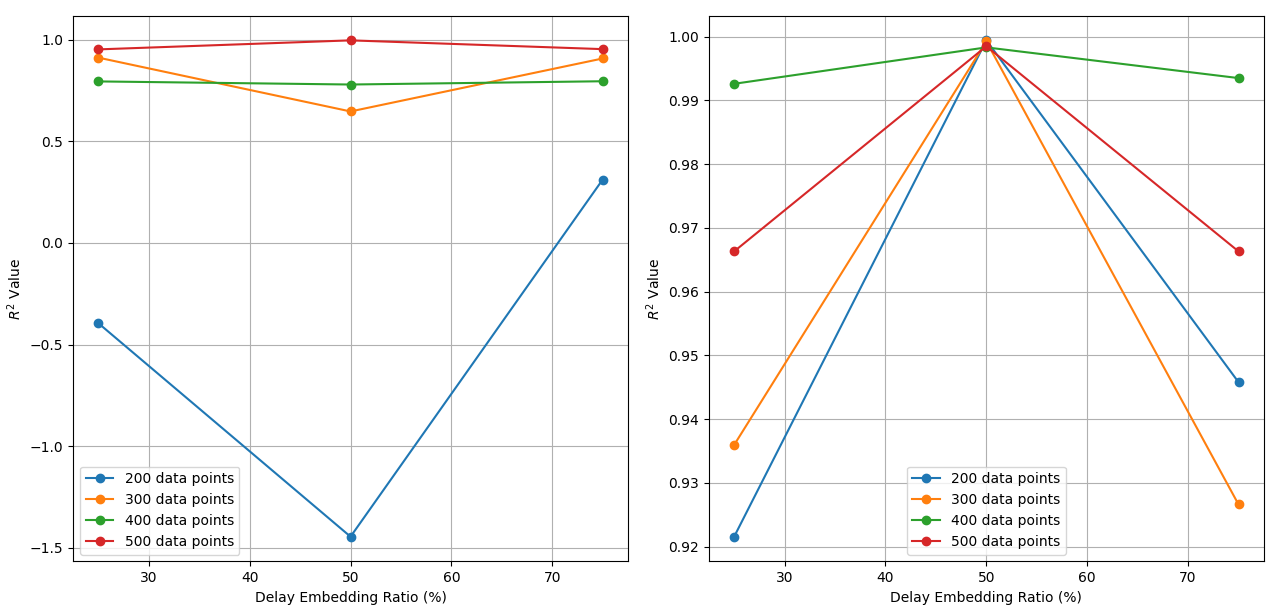 1.0
0.5
0.0
−0.5
−1.0
−1.5
R² Value
200 data points
300 data points
400 data points
500 data points
30 40 50 60 70
Delay Embedding Ratio (%)
1.00
0.99
0.98
0.97
0.96
0.95
0.94
0.93
0.92
R² Value
200 data points
300 data points
400 data points
500 data points
30 40 50 60 70
Delay Embedding Ratio (%)